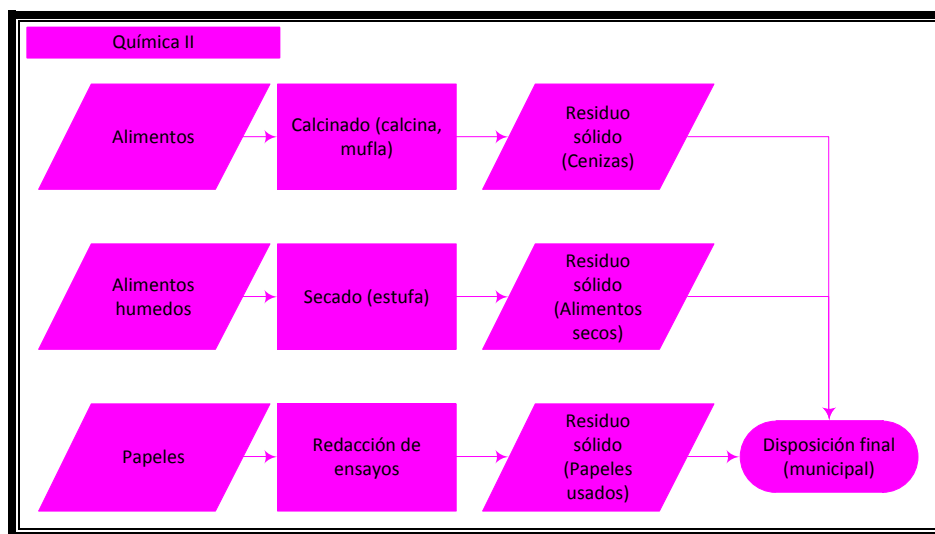 Química II
Alimentos
Calcinado (calcina,
mufla)
Residuo
sólido
(Cenizas)
Alimentos
humedos
Secado (estufa)
Residuo
sólido
(Alimentos
secos)
Papeles
Redacción de
ensayos
Residuo
sólido
(Papeles
usados)
Disposición final
(municipal)